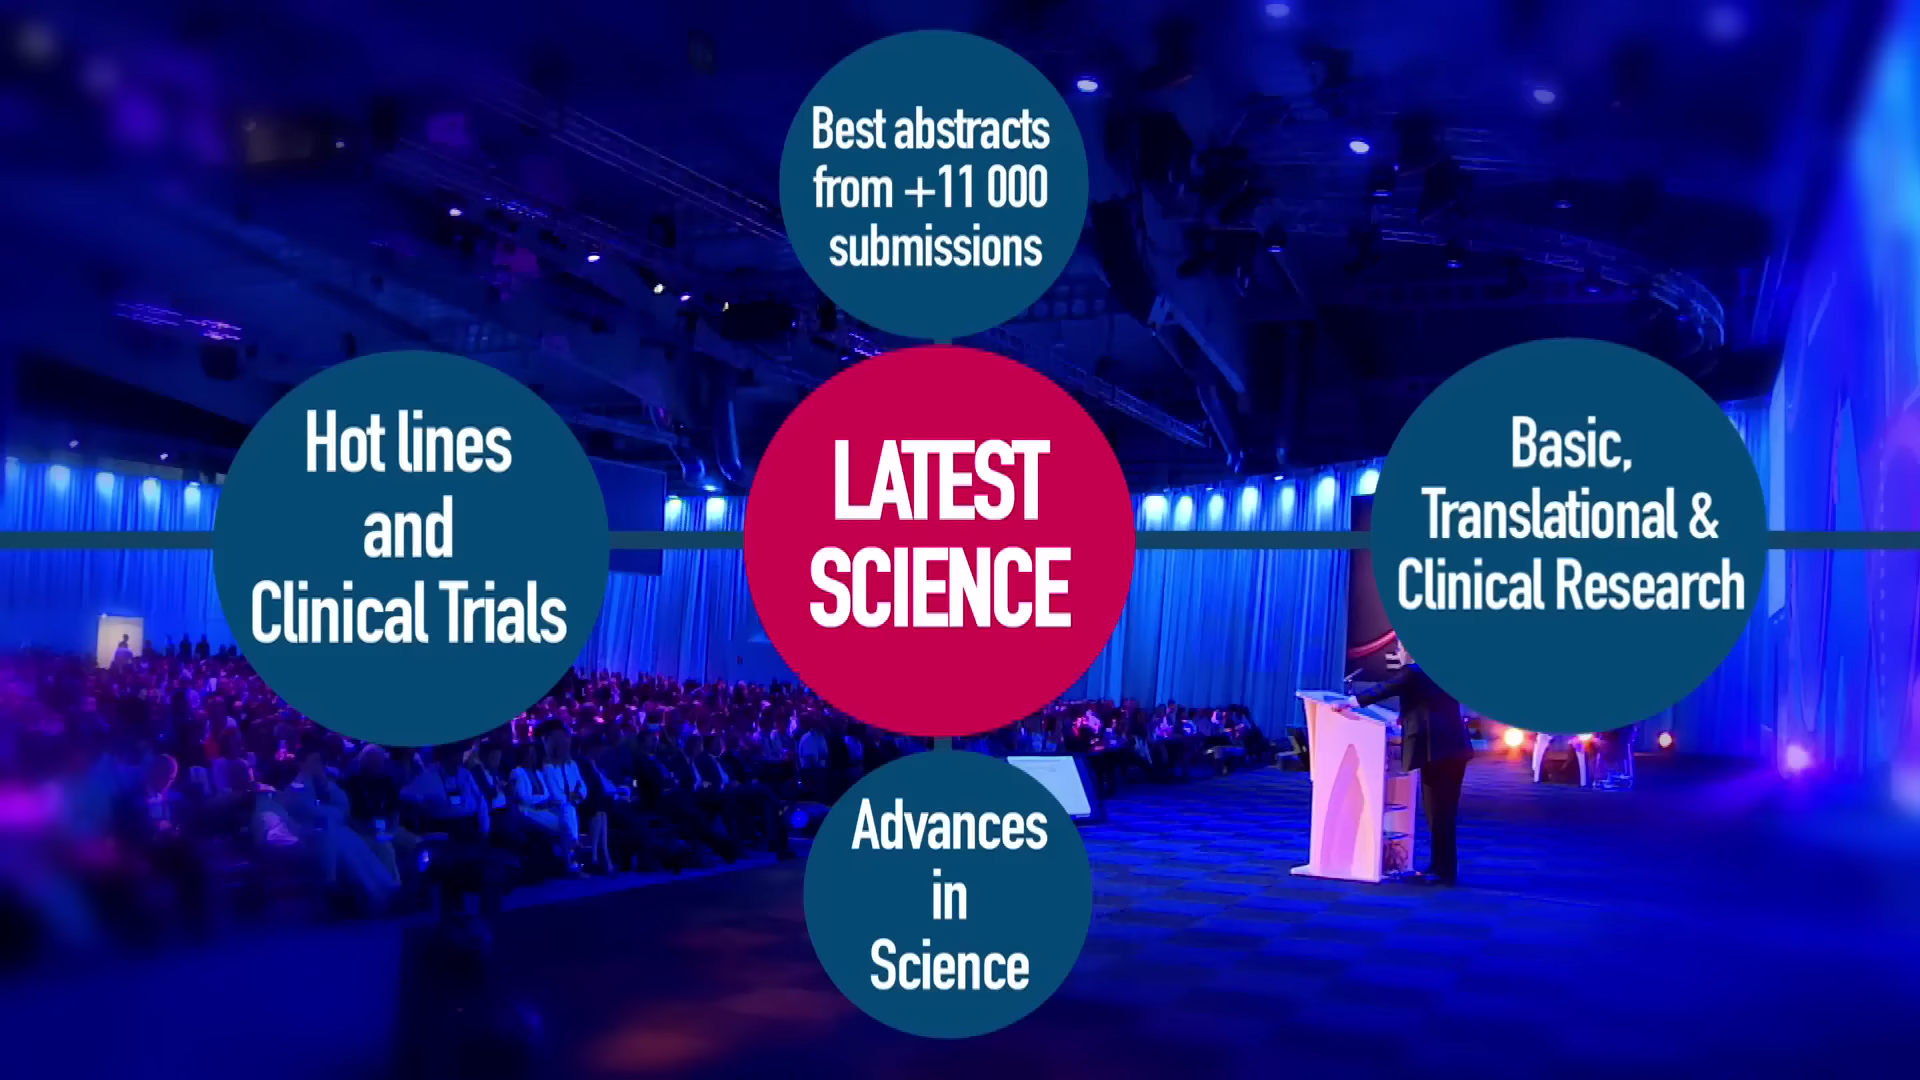 Best abstracts
from +11 000
submissions
Hot lines
and
Clinical Trials
LATEST
SCIENCE
Basic,
Translational &
Clinical Research
Advances
in
Science